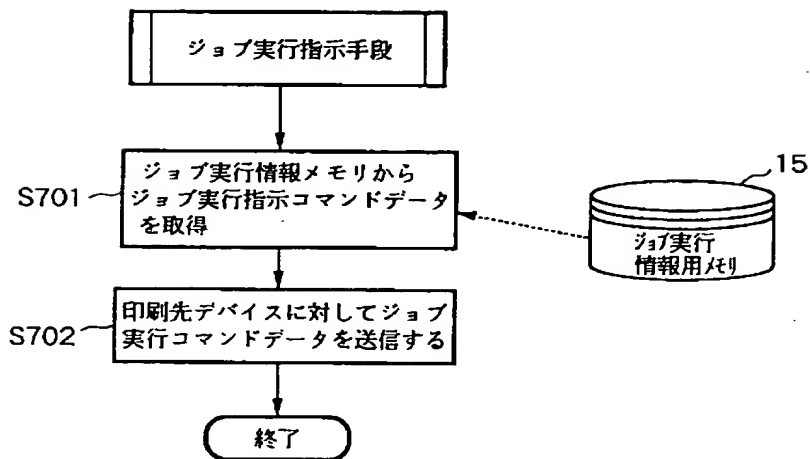 ジョブ実行指示手段
S701
ジョブ実行情報メモリから
ジョブ実行指示コマンドデータ
を取得
15
ジョブ実行
情報用メモリ
S702
印刷先デバイスに対してジョブ
実行コマンドデータを送信する
終了